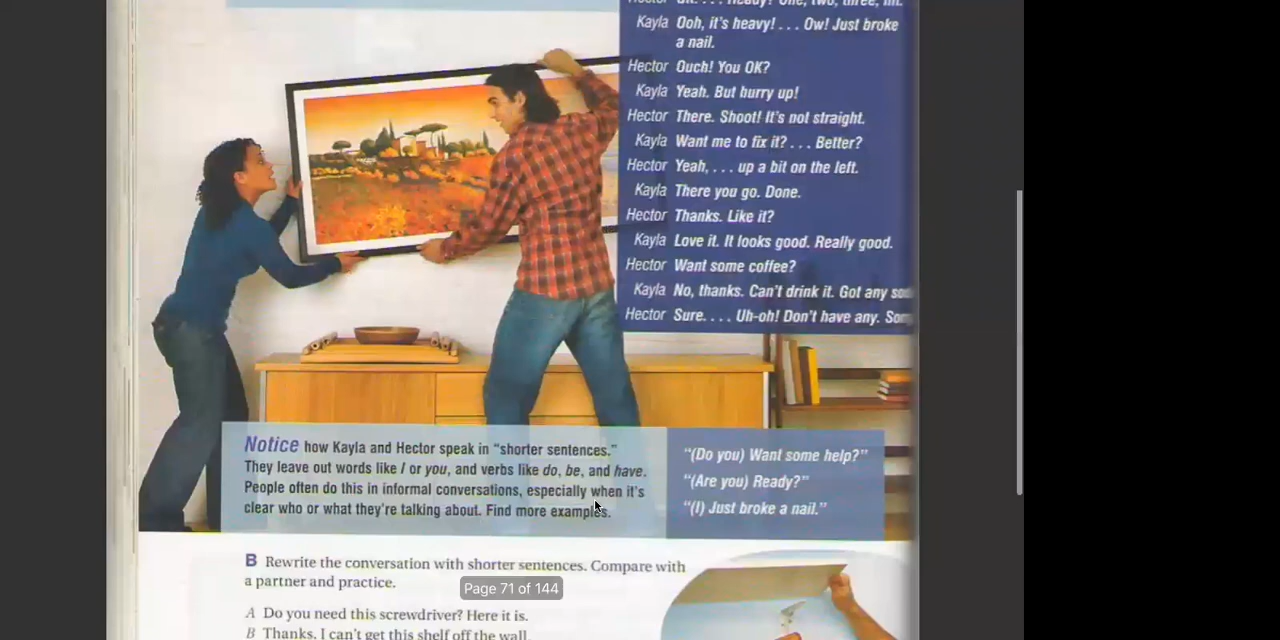 Kayla Ooh, it's heavy! . . . Ow! Just broke
a nail.
Hector Ouch! You OK?
Kayla Yeah. But hurry up!
Hector There. Shoot! It's not straight.
Kayla Want me to fix it? . . . Better?
Hector Yeah, . . . up a bit on the left.
Kayla There you go. Done.
Hector Thanks. Like it?
Kayla Love it. It looks good. Really good.
Hector Want some coffee?
Kayla No, thanks. Can't drink it. Got any
Hector Sure. . . . Uh-oh! Don't have any.
Notice how Kayla and Hector speak in "shorter sentences."
They leave out words like I or you, and verbs like do, be, and have.
People often do this in informal conversations, especially when it's
clear who or what they're talking about. Find more examples.
"(Do you) Want some help?"
"(Are you) Ready?"
"(I) Just broke a nail."
B Rewrite the conversation with shorter sentences. Compare with
a partner and practice.
Page 71 of 144
A Do you need this screwdriver? Here it is.
B Thanks. I can't get this shelf off the wall.